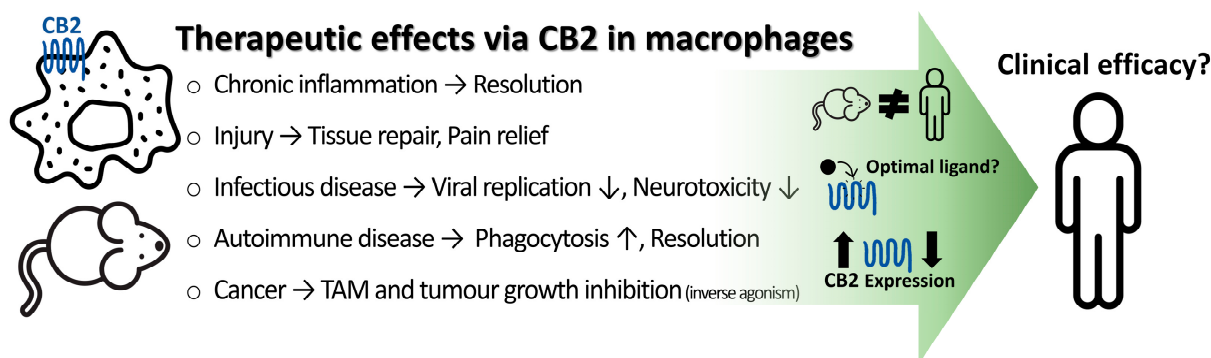 CB2
Therapeutic effects via CB2 in macrophages
Clinical efficacy?
○ Chronic inflammation → Resolution
○ Injury → Tissue repair, Pain relief
○ Infectious disease → Viral replication ↓, Neurotoxicity ↓
○ Autoimmune disease → Phagocytosis ↑, Resolution
○ Cancer → TAM and tumour growth inhibition (inverse agonism)
≠
Optimal ligand?
CB2 Expression